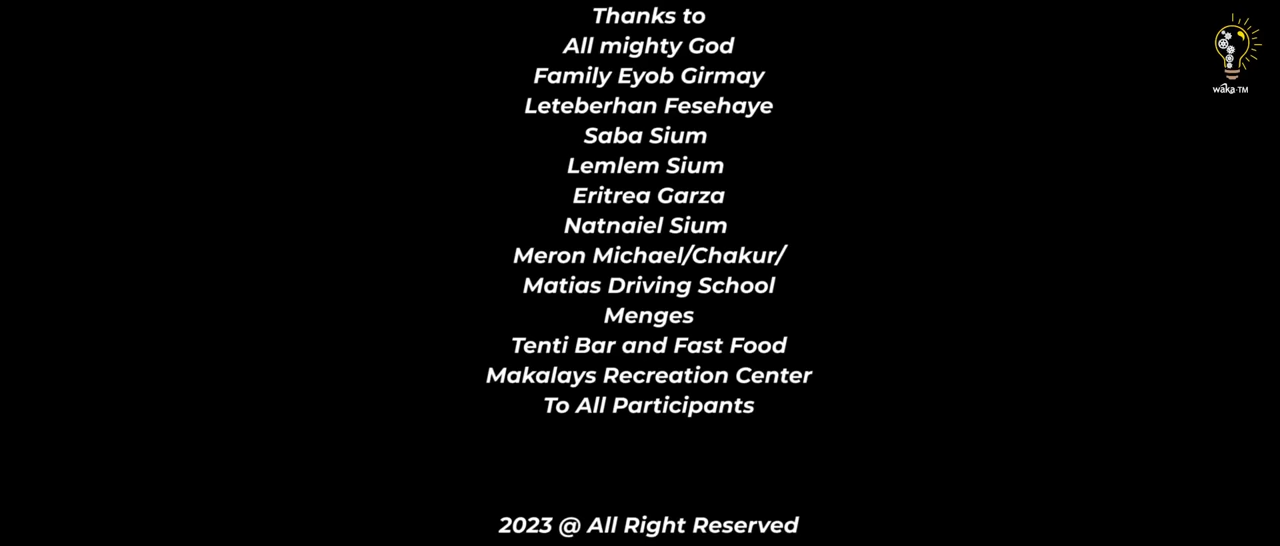 Thanks to
All mighty God
Family Eyob Girmay
Leteberhan Fesehaye
Saba Sium
Lemlem Sium
Eritrea Garza
Natnaiel Sium
Meron Michael/Chakur/
Matias Driving School
Menges
Tenti Bar and Fast Food
Makalays Recreation Center
To All Participants
2023 @ All Right Reserved
waka TM